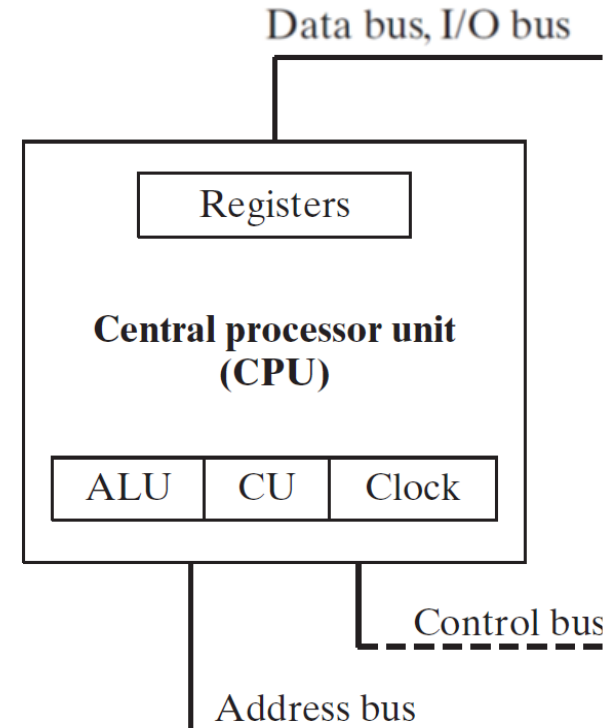 Data bus, I/O bus
Registers
Central processor unit
(CPU)
ALU CU Clock
Control bus
Address bus